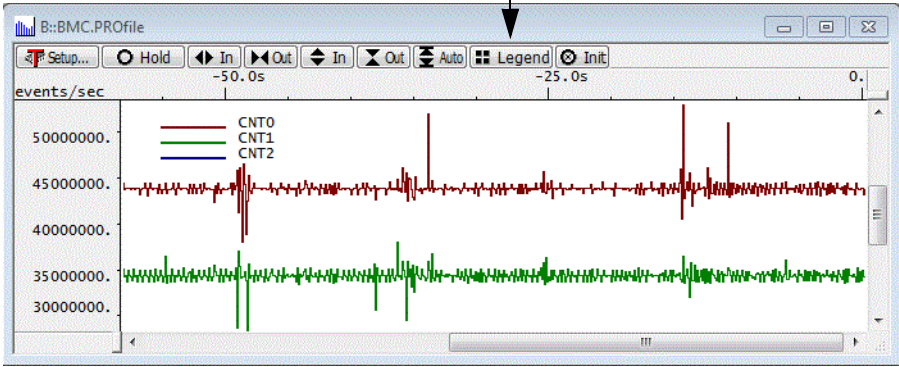 B::BMC.PROfile
Setup... Hold In Out In Out Auto Legend Init
-50.0s -25.0s 0.
events/sec
CNT0
50000000.
CNT1
CNT2
45000000.
40000000.
35000000.
30000000.